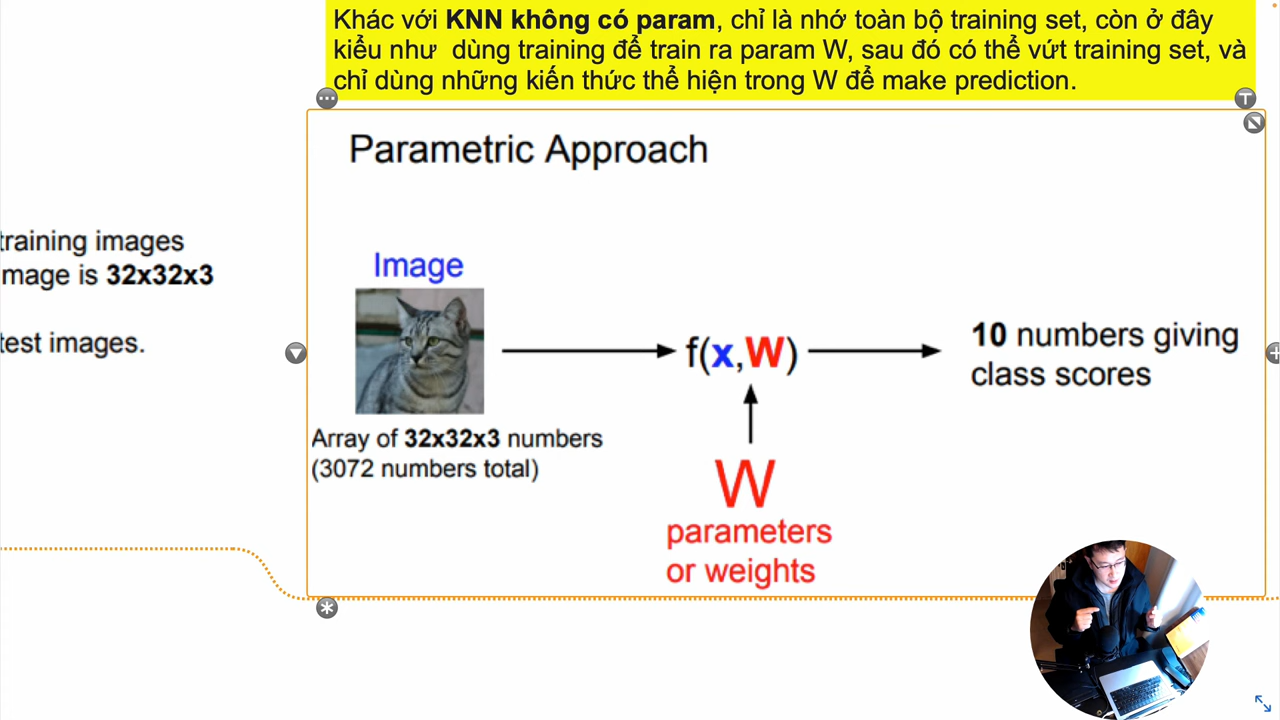 Khác với KNN không có param, chỉ là nhớ toàn bộ training set, còn ở đây
kiểu như dùng training để train ra param W, sau đó có thể vứt training set, và
chỉ dùng những kiến thức thể hiện trong W để make prediction.
Parametric Approach
training images
mage is 32x32x3
test images.
Image
f(x,W)
10 numbers giving
class scores
Array of 32x32x3 numbers
(3072 numbers total)
W
parameters
or weights